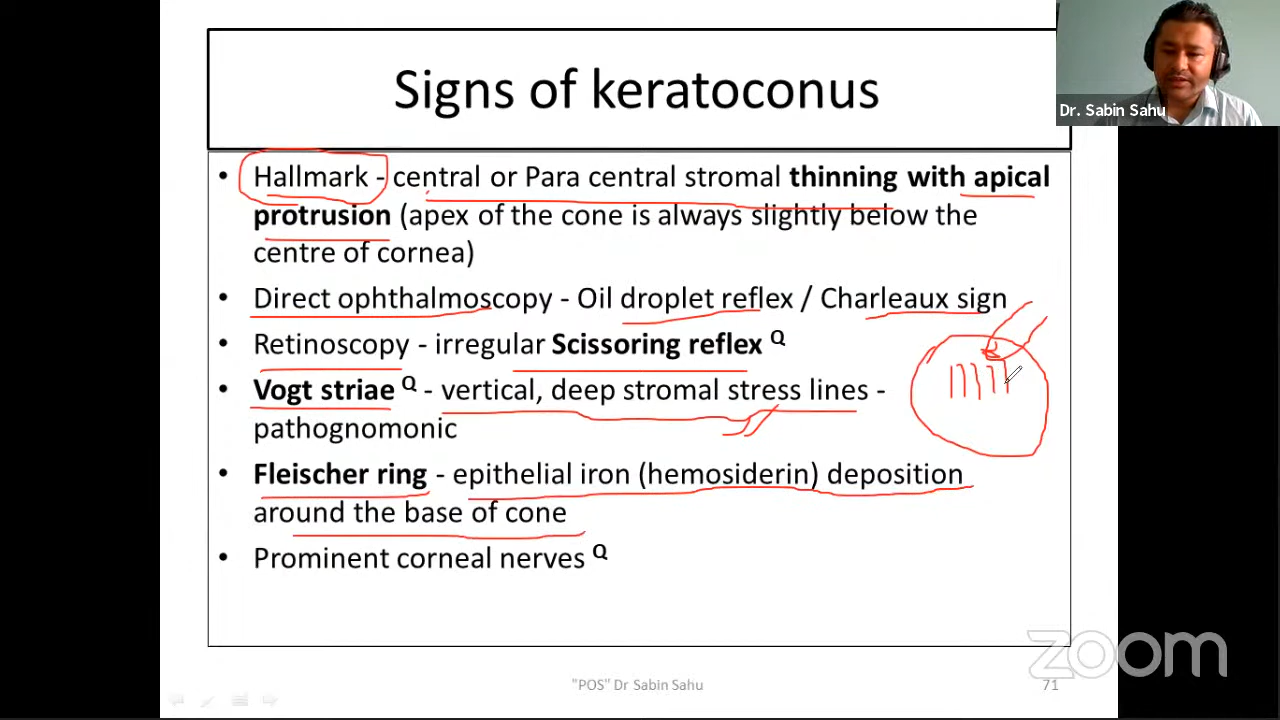 Signs of keratoconus
Dr. Sabin Sahu
• Hallmark - central or Para central stromal thinning with apical
protrusion (apex of the cone is always slightly below the
centre of cornea)
• Direct ophthalmoscopy - Oil droplet reflex / Charleaux sign
• Retinoscopy - irregular Scissoring reflex Q
• Vogt striae Q - vertical, deep stromal stress lines -
pathognomonic
• Fleischer ring - epithelial iron (hemosiderin) deposition
around the base of cone
• Prominent corneal nerves Q
zoom
"POS" Dr Sabin Sahu
71